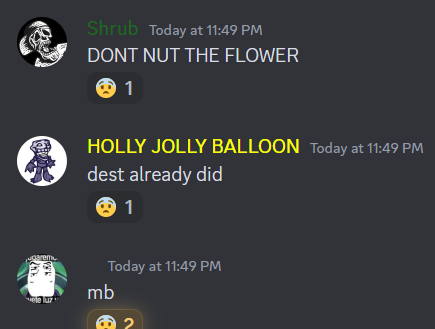 Shrub Today at 11:49 PM
DONT NUT THE FLOWER
1
HOLLY JOLLY BALLOON Today at 11:49 PM
dest already did
1
Today at 11:49 PM
mb
2